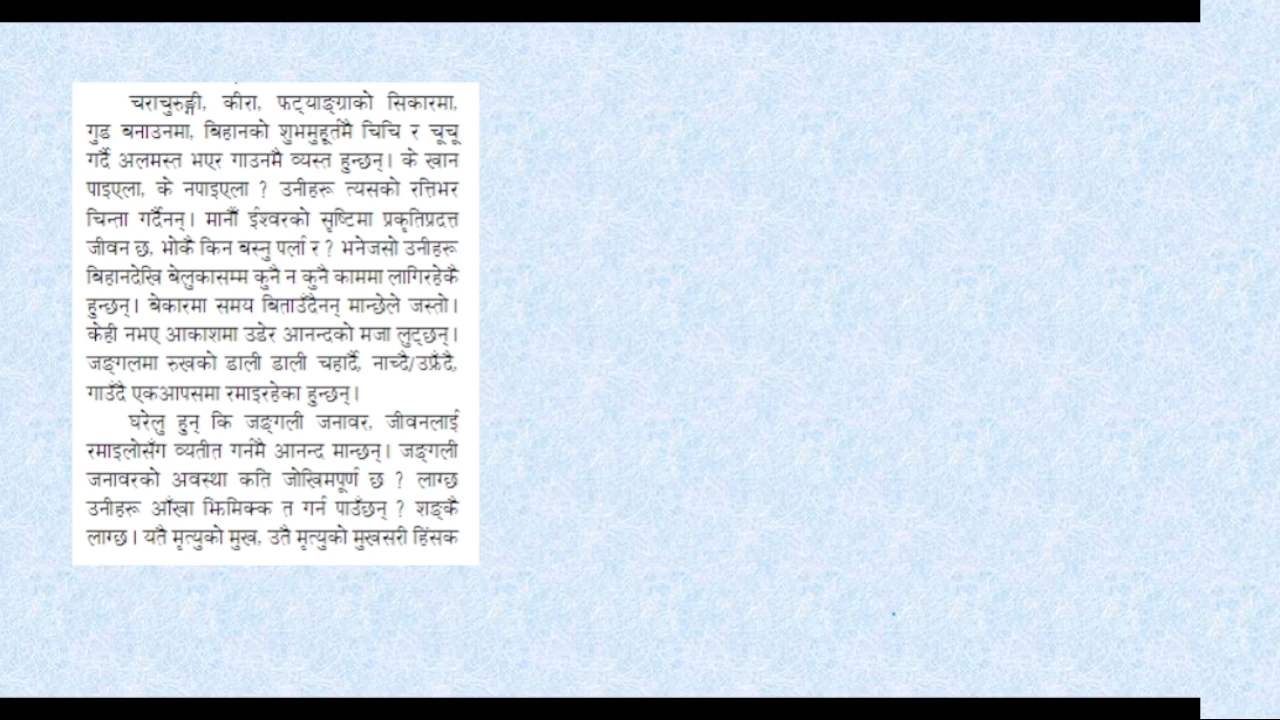 चराचुरुङ्गी, कीरा, फट्याङ्ग्राको सिकारमा,
गुड बनाउनमा, बिहानको शुभमुहूर्तमै चिचि र चूचू
गर्दै अलमस्त भएर गाउनमै व्यस्त हुन्छन्। के खान
पाइएला, के नपाइएला ? उनीहरू त्यसको रत्तिभर
चिन्ता गर्दैनन्। मानौँ ईश्वरको सृष्टिमा प्रकृतिप्रदत्त
जीवन छ, भोकै किन बस्नु पर्ला र ? भनेजसो उनीहरू
बिहानदेखि बेलुकासम्म कुनै न कुनै काममा लागिरहेकै
हुन्छन्। बेकारमा समय बिताउँदैनन् मान्छेले जस्तो।
केही नभए आकाशमा उडेर आनन्दको मजा लुट्छन्।
जङ्गलमा रुखको डाली डाली चहार्दै, नाच्दै/उफ्रँदै,
गाउँदै एकआपसमा रमाइरहेका हुन्छन्।
घरेलु हुन् कि जङ्गली जनावर, जीवनलाई
रमाइलोसँग व्यतीत गर्नमै आनन्द मान्छन्। जङ्गली
जनावरको अवस्था कति जोखिमपूर्ण छ ? लाग्छ
उनीहरू आँखा झिमिक्क त गर्न पाउँछन् ? शङ्कै
लाग्छ। यतै मृत्युको मुख, उतै मृत्युको मुखसरी हिंसक